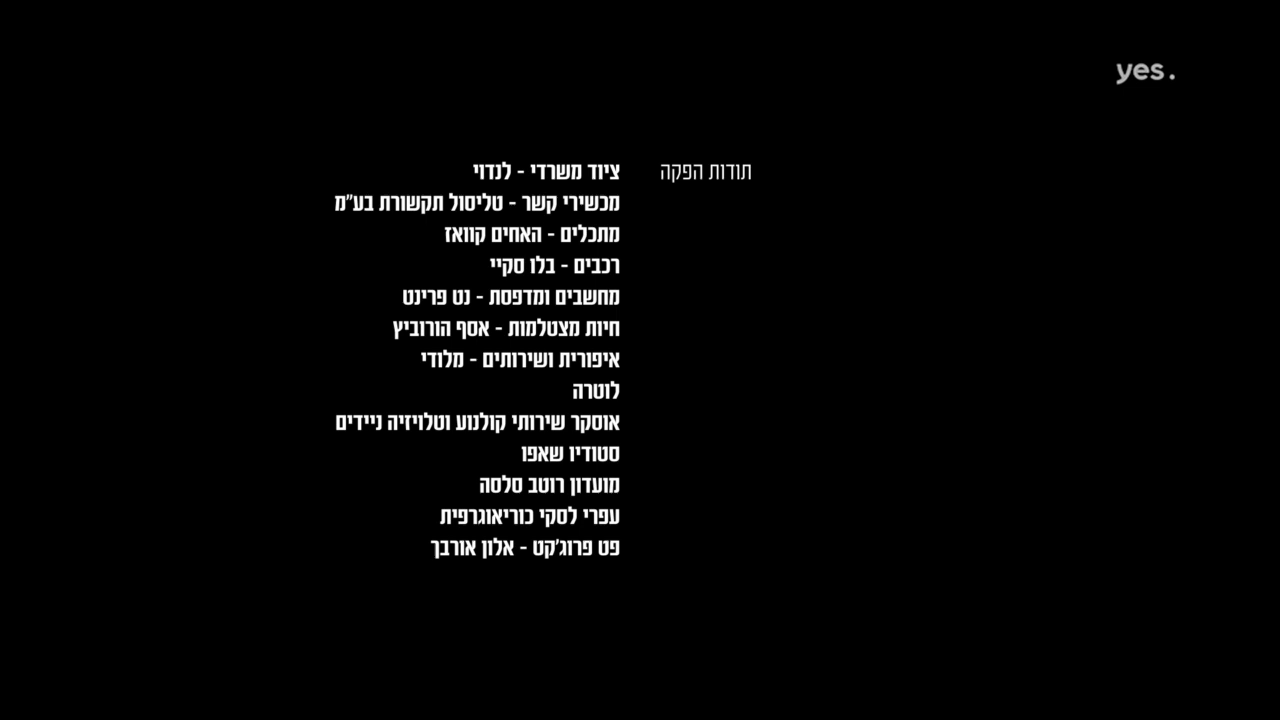 yes.
תודות הפקה
ציוד משרדי - לנדוי
מכשירי קשר - טליסול תקשורת בע"מ
מתכלים - האחים קוואז
רכבים - בלו סקיי
מחשבים ומדפסת - נט פרינט
חיות מצטלמות - אסף הורוביץ
איפורית ושירותים - מלודי
לוטרה
אוסקר שירותי קולנוע וטלויזיה ניידים
סטודיו שאפו
מועדון רוטב סלסה
עפרי לסקי כוריאוגרפית
פט פרוג'קט - אלון אורבך